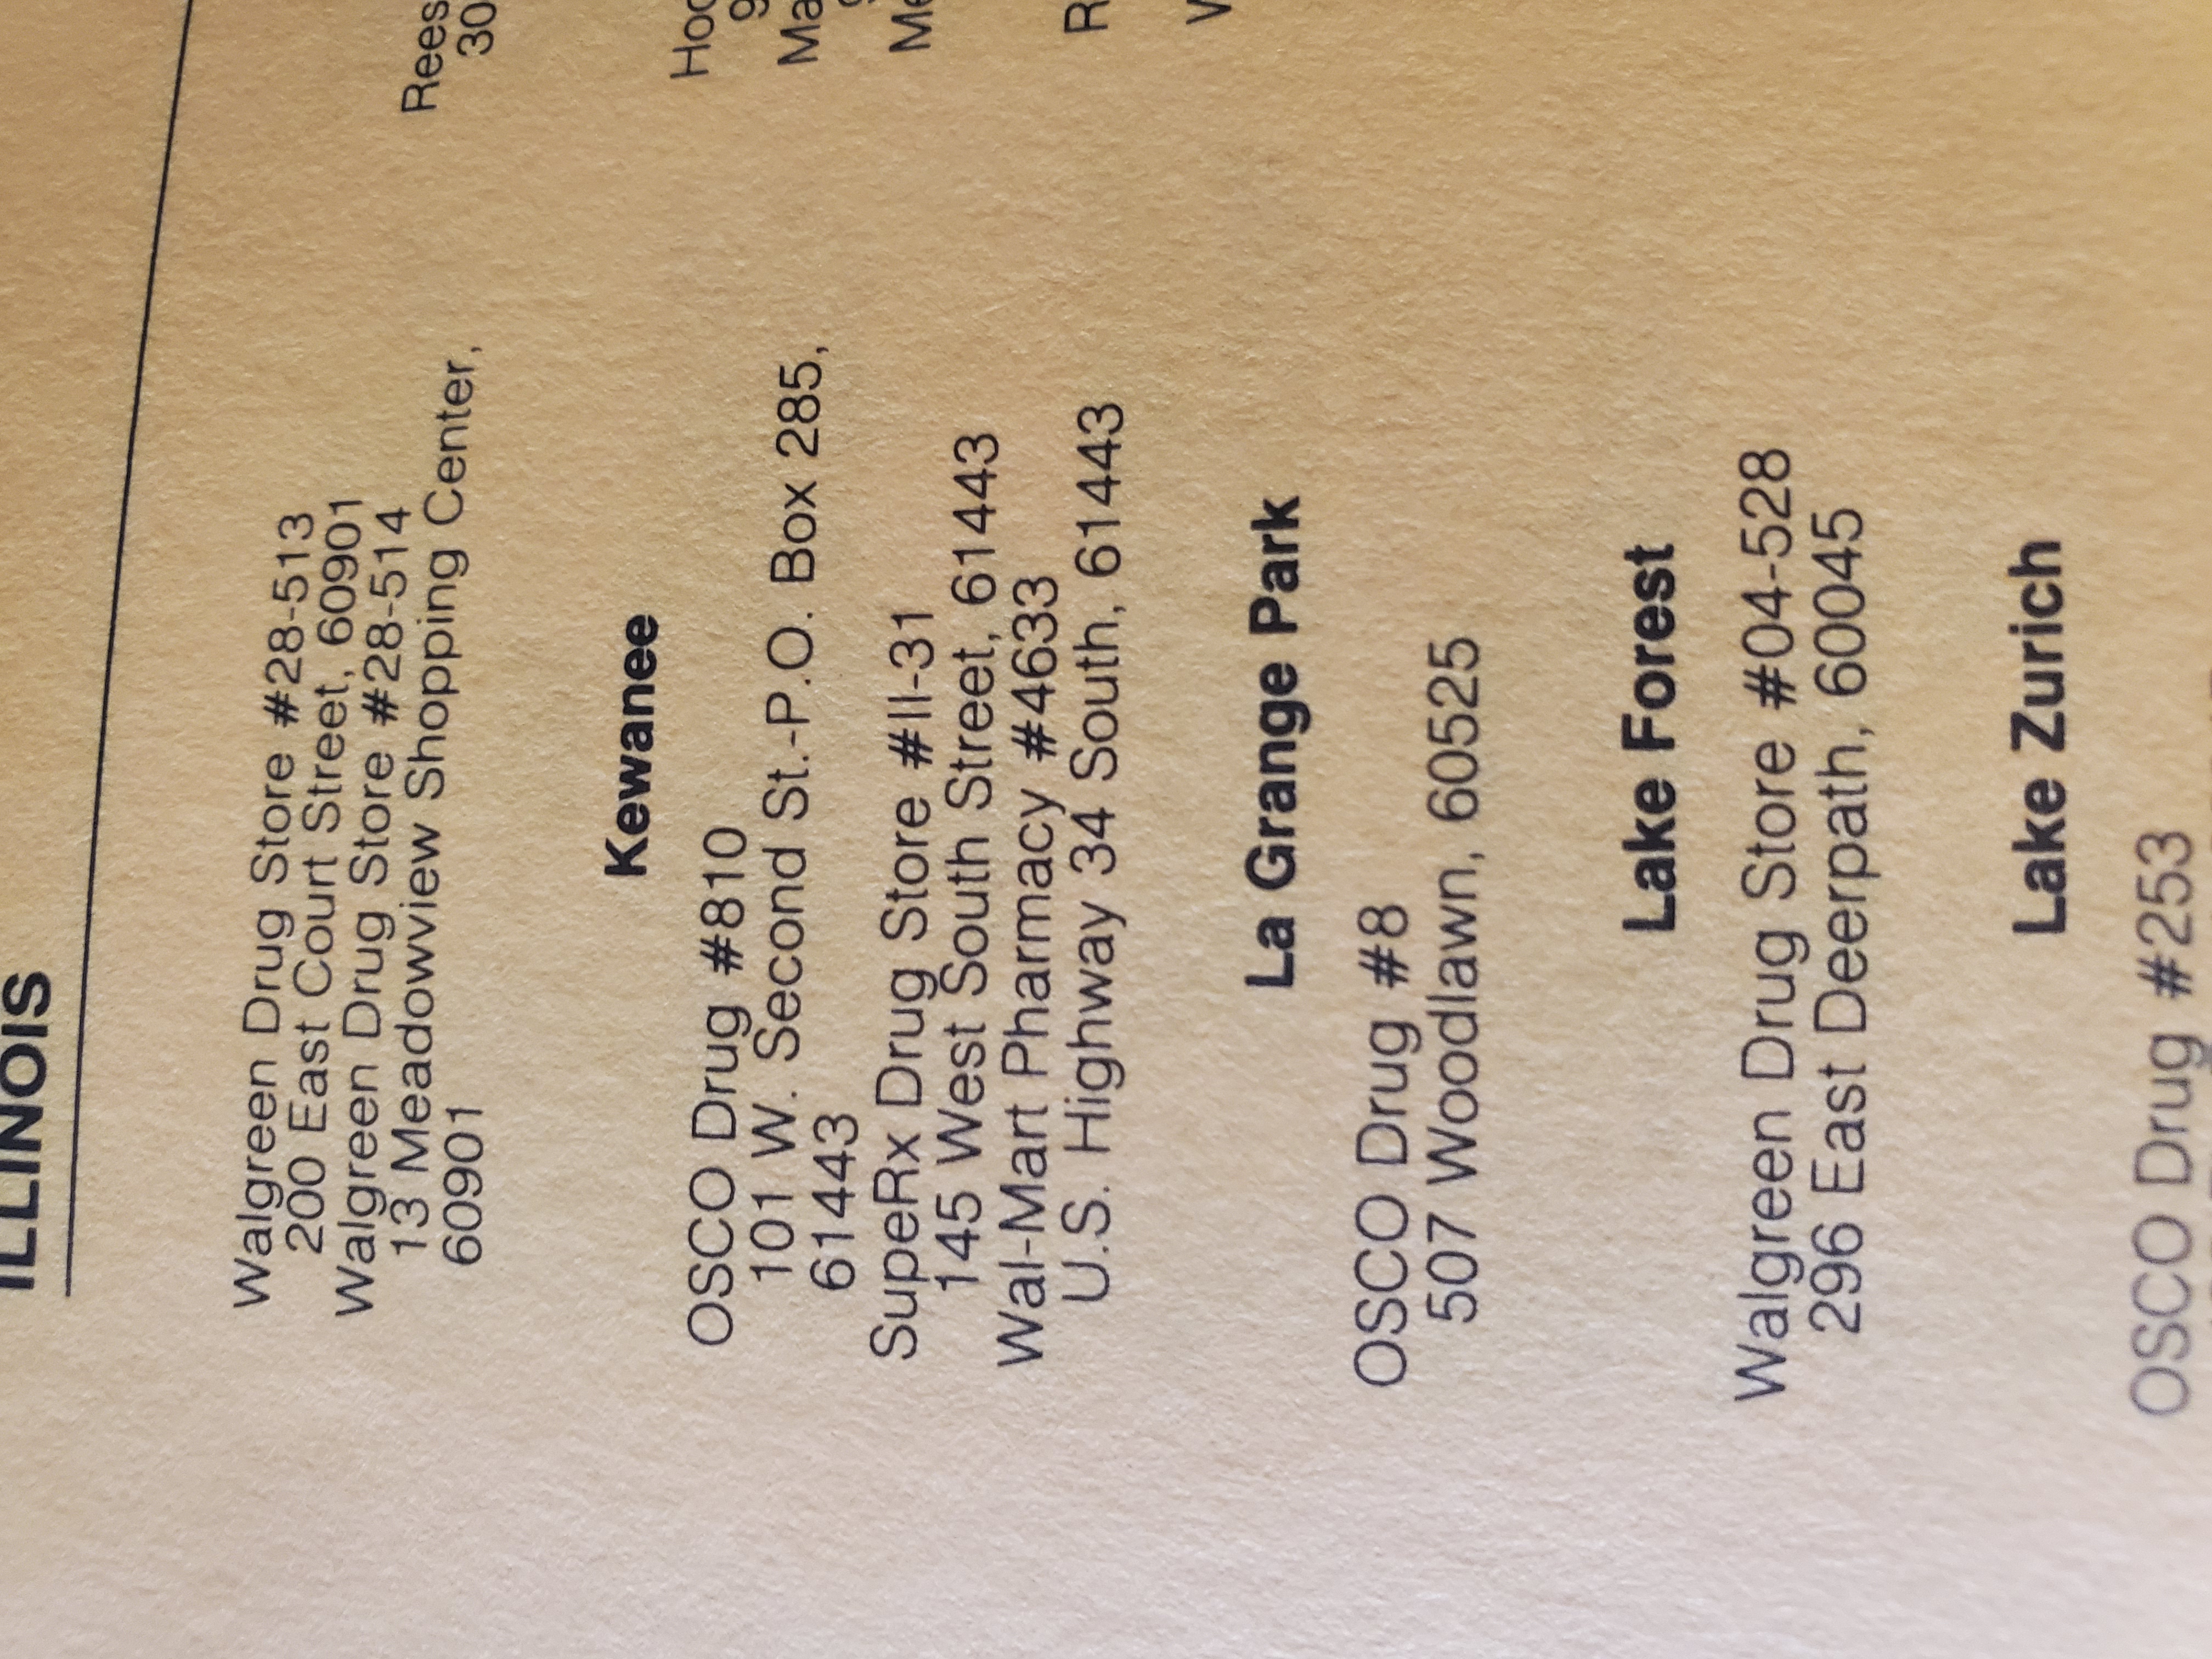 ILLINOIS
Walgreen Drug Store #28-513
200 East Court Street, 60901
Walgreen Drug Store #28-514
13 Meadowview Shopping Center,
60901
Kewanee
OSCO Drug #810
101 W. Second St.-P.O. Box 285,
61443
SupeRx Drug Store #II-31
145 West South Street, 61443
Wal-Mart Pharmacy #4633
U.S. Highway 34 South, 61443
La Grange Park
OSCO Drug #8
507 Woodlawn, 60525
Lake Forest
Walgreen Drug Store #04-528
296 East Deerpath, 60045
Lake Zurich
OSCO Drug #253